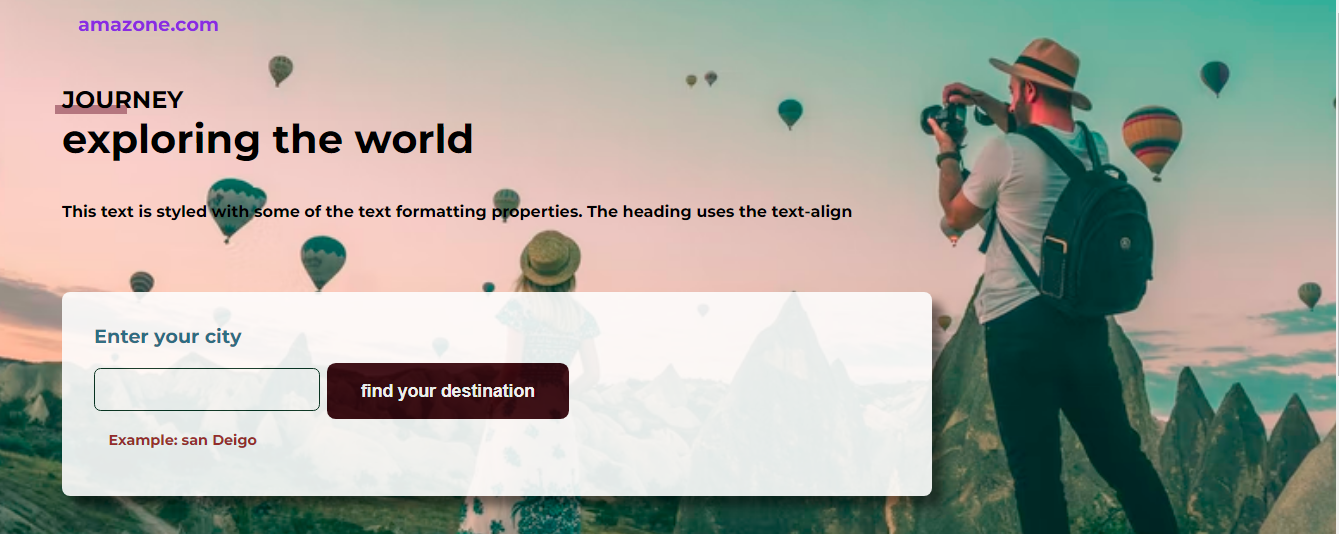 amazone.com
JOURNEY
exploring the world
This text is styled with some of the text formatting properties. The heading uses the text-align
Enter your city
find your destination
Example: san Deigo